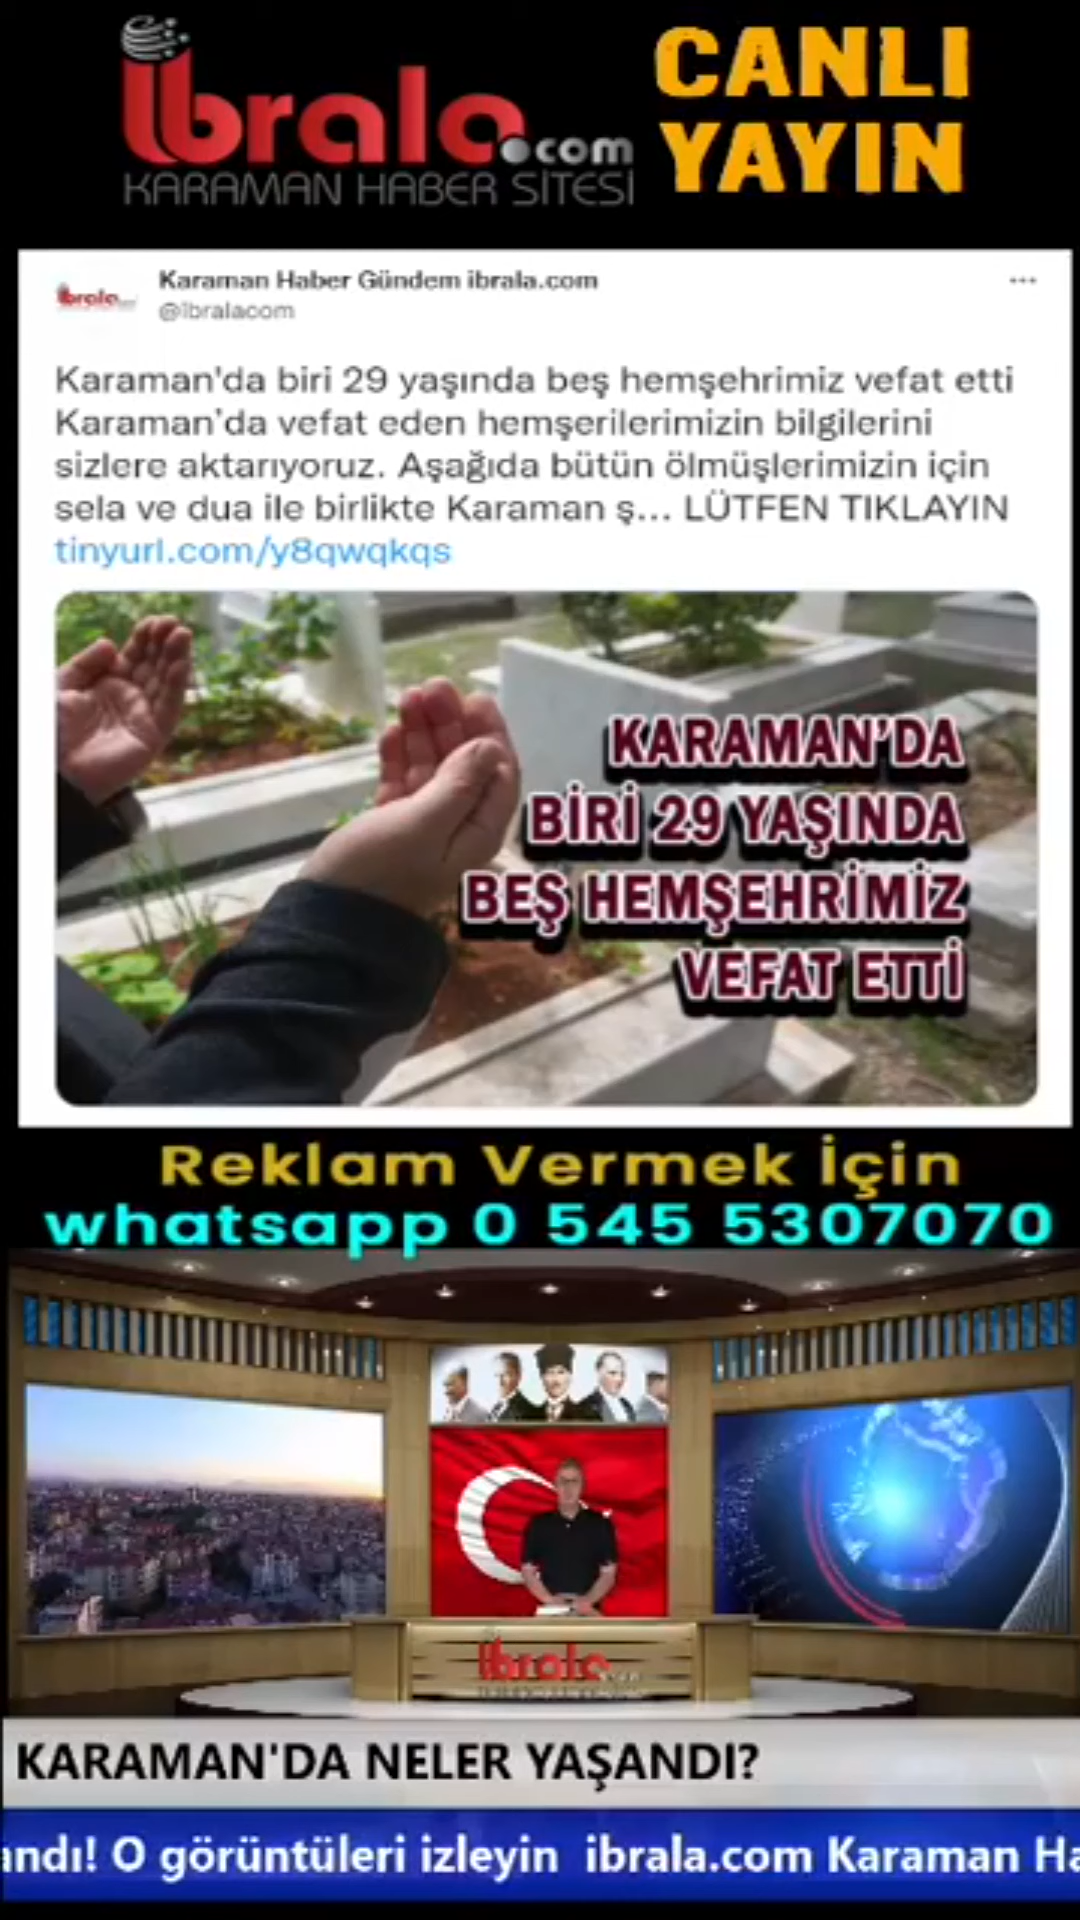 ibrala.com
KARAMAN HABER SİTESİ
CANLI
YAYIN
ibrala
Karaman Haber Gündem ibrala.com
@ibralacom
Karaman'da biri 29 yaşında beş hemşehrimiz vefat etti
Karaman'da vefat eden hemşerilerimizin bilgilerini
sizlere aktarıyoruz. Aşağıda bütün ölmüşlerimizin için
sela ve dua ile birlikte Karaman ş... LÜTFEN TIKLAYIN
tinyurl.com/y8qwqkqs
KARAMAN'DA
BİRİ 29 YAŞINDA
BEŞ HEMŞEHRİMİZ
VEFAT ETTİ
Reklam Vermek İçin
whatsapp 0 545 5307070
ibrala.com
KARAMAN'DA NELER YAŞANDI?
andı! O görüntüleri izleyin ibrala.com Karaman Ha